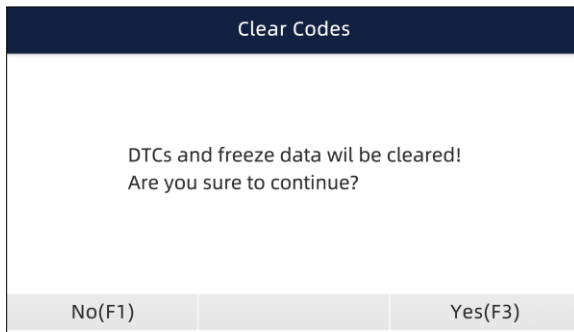 Clear Codes
DTCs and freeze data wil be cleared!
Are you sure to continue?
No(F1)
Yes(F3)